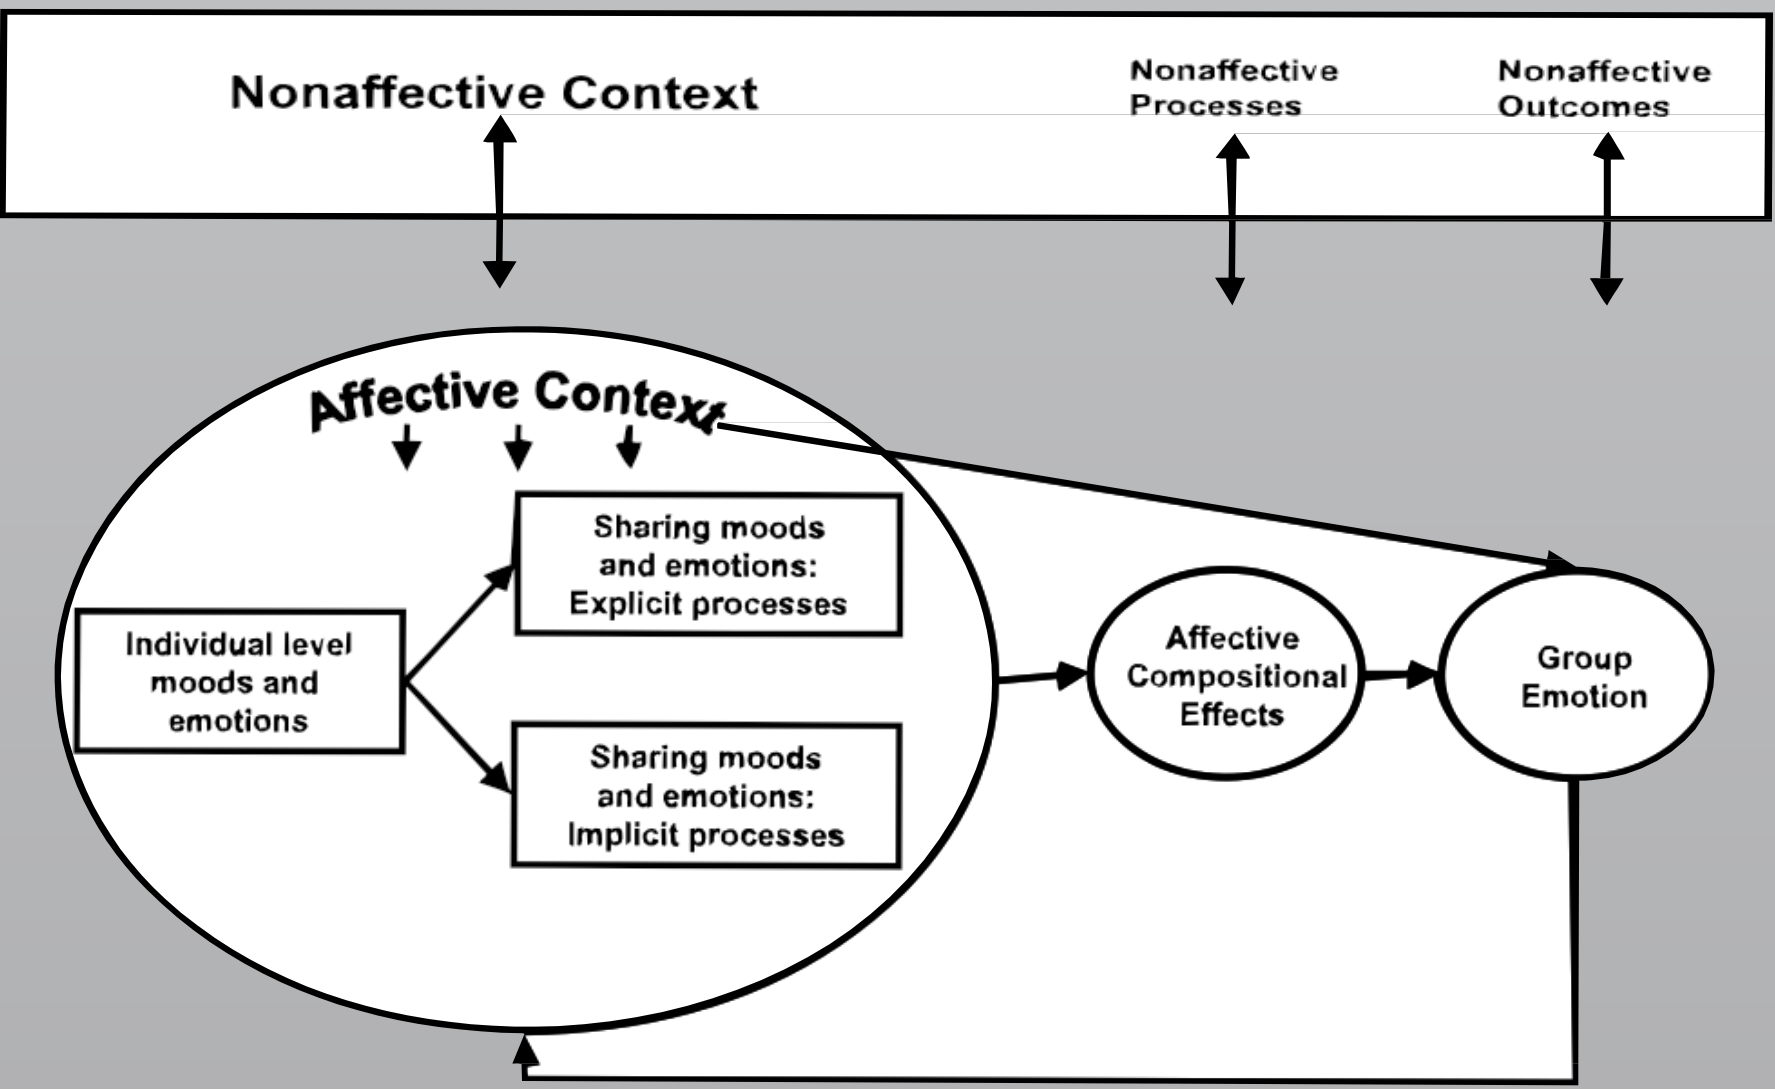 Nonaffective Context
Nonaffective
Processes
Nonaffective
Outcomes
Affective Context
Sharing moods
and emotions:
Explicit processes
Individual level
moods and
emotions
Sharing moods
and emotions:
Implicit processes
Affective
Compositional
Effects
Group
Emotion